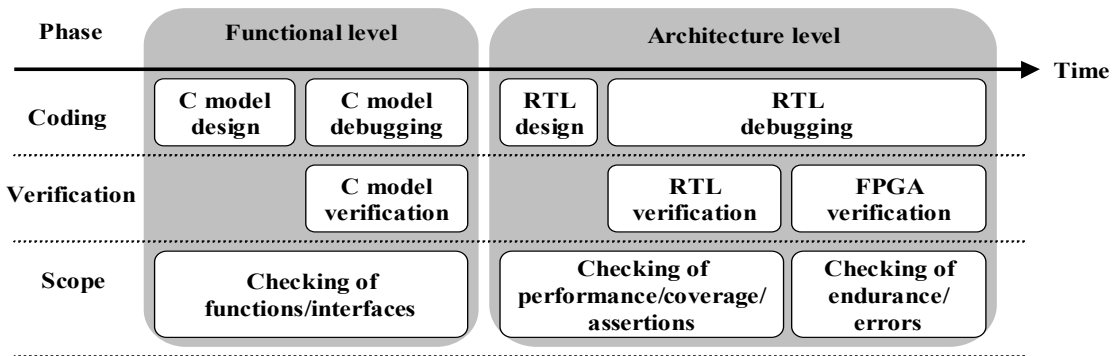 Phase
Functional level
Architecture level
Time
Coding
C model
design
C model
debugging
RTL
design
RTL
debugging
Verification
C model
verification
RTL
verification
FPGA
verification
Scope
Checking of
functions/interfaces
Checking of
performance/coverage/
assertions
Checking of
endurance/
errors